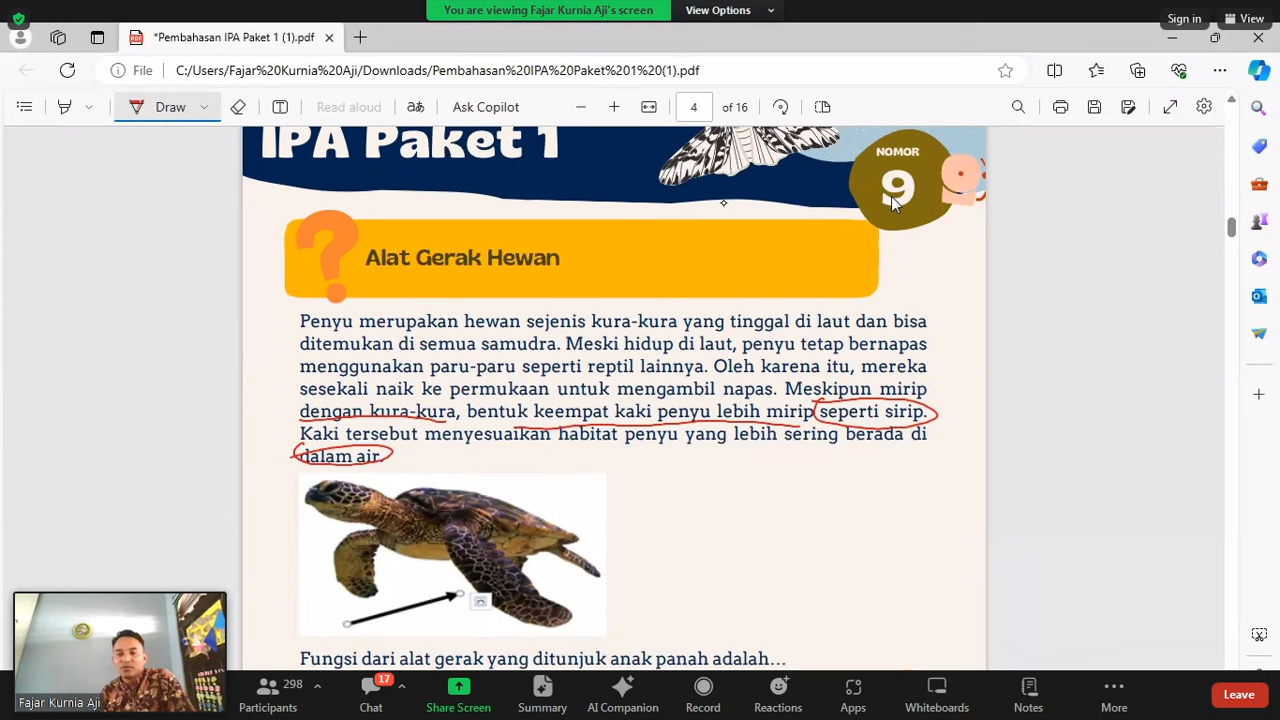 You are viewing Fajar Kurnia Aji's screen
View Options
Sign in
View
*Pembahasan IPA Paket 1 (1).pdf
File
C:/Users/Fajar%20Kurnia%20Aji/Downloads/Pembahasan%20IPA%20Paket%201%20(1).pdf
Draw
Read aloud
aあ
Ask Copilot
4
of 16
IPA Paket 1
NOMOR
9
?
Alat Gerak Hewan
Penyu merupakan hewan sejenis kura-kura yang tinggal di laut dan bisa
ditemukan di semua samudra. Meski hidup di laut, penyu tetap bernapas
menggunakan paru-paru seperti reptil lainnya. Oleh karena itu, mereka
sesekali naik ke permukaan untuk mengambil napas. Meskipun mirip
dengan kura-kura, bentuk keempat kaki penyu lebih mirip seperti sirip.
Kaki tersebut menyesuaikan habitat penyu yang lebih sering berada di
dalam air.
Fungsi dari alat gerak yang ditunjuk anak panah adalah...
Fajar Kurnia Aji
298
Participants
17
Chat
Share Screen
Summary
AI Companion
Record
Reactions
Apps
Whiteboards
Notes
More
Leave